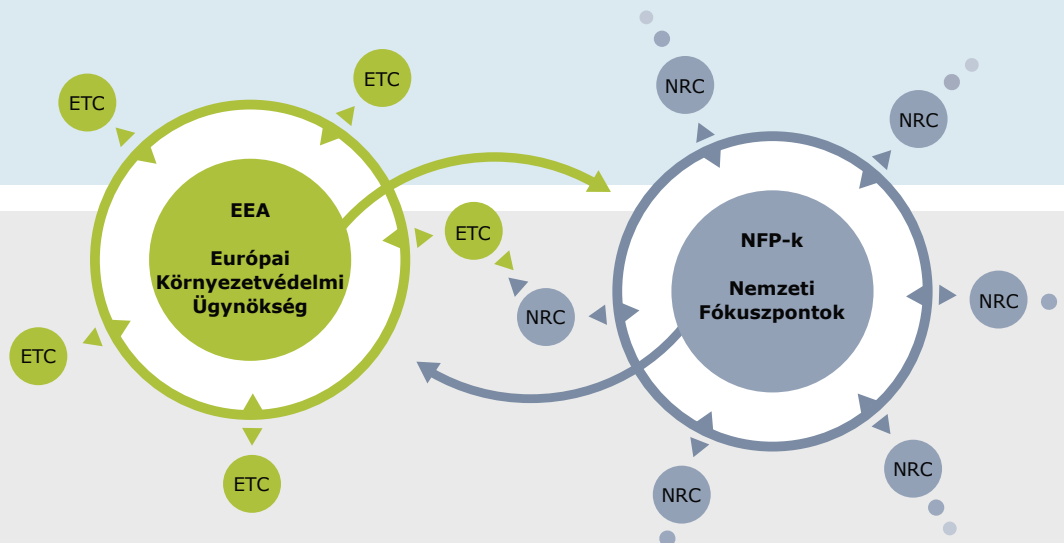 ETC
ETC
EEA
Európai
Környezetvédelmi
Ügynökség
ETC
ETC
ETC
NRC
NRC
NRC
NFP-k
Nemzeti
Fókuszpontok
NRC
NRC
NRC